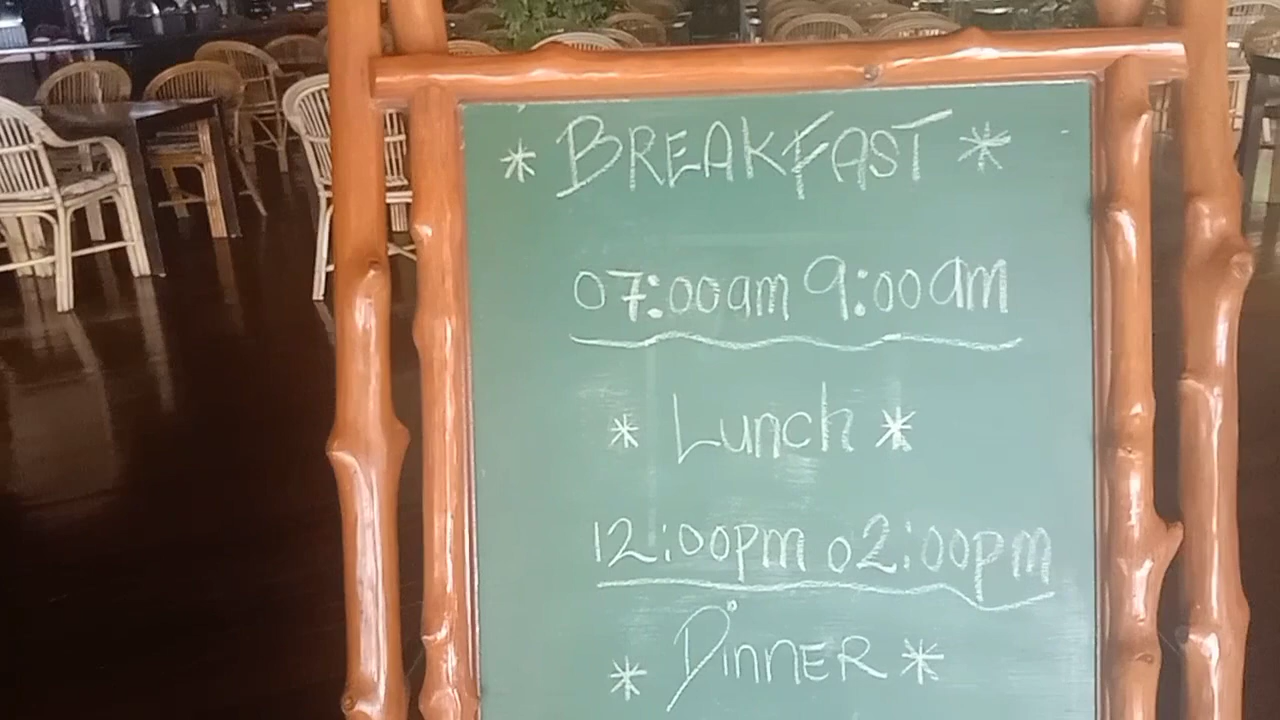 * BREAKFAST *
07:00am 9:00am
* Lunch *
12:00pm 02:00pm
* DinnER *